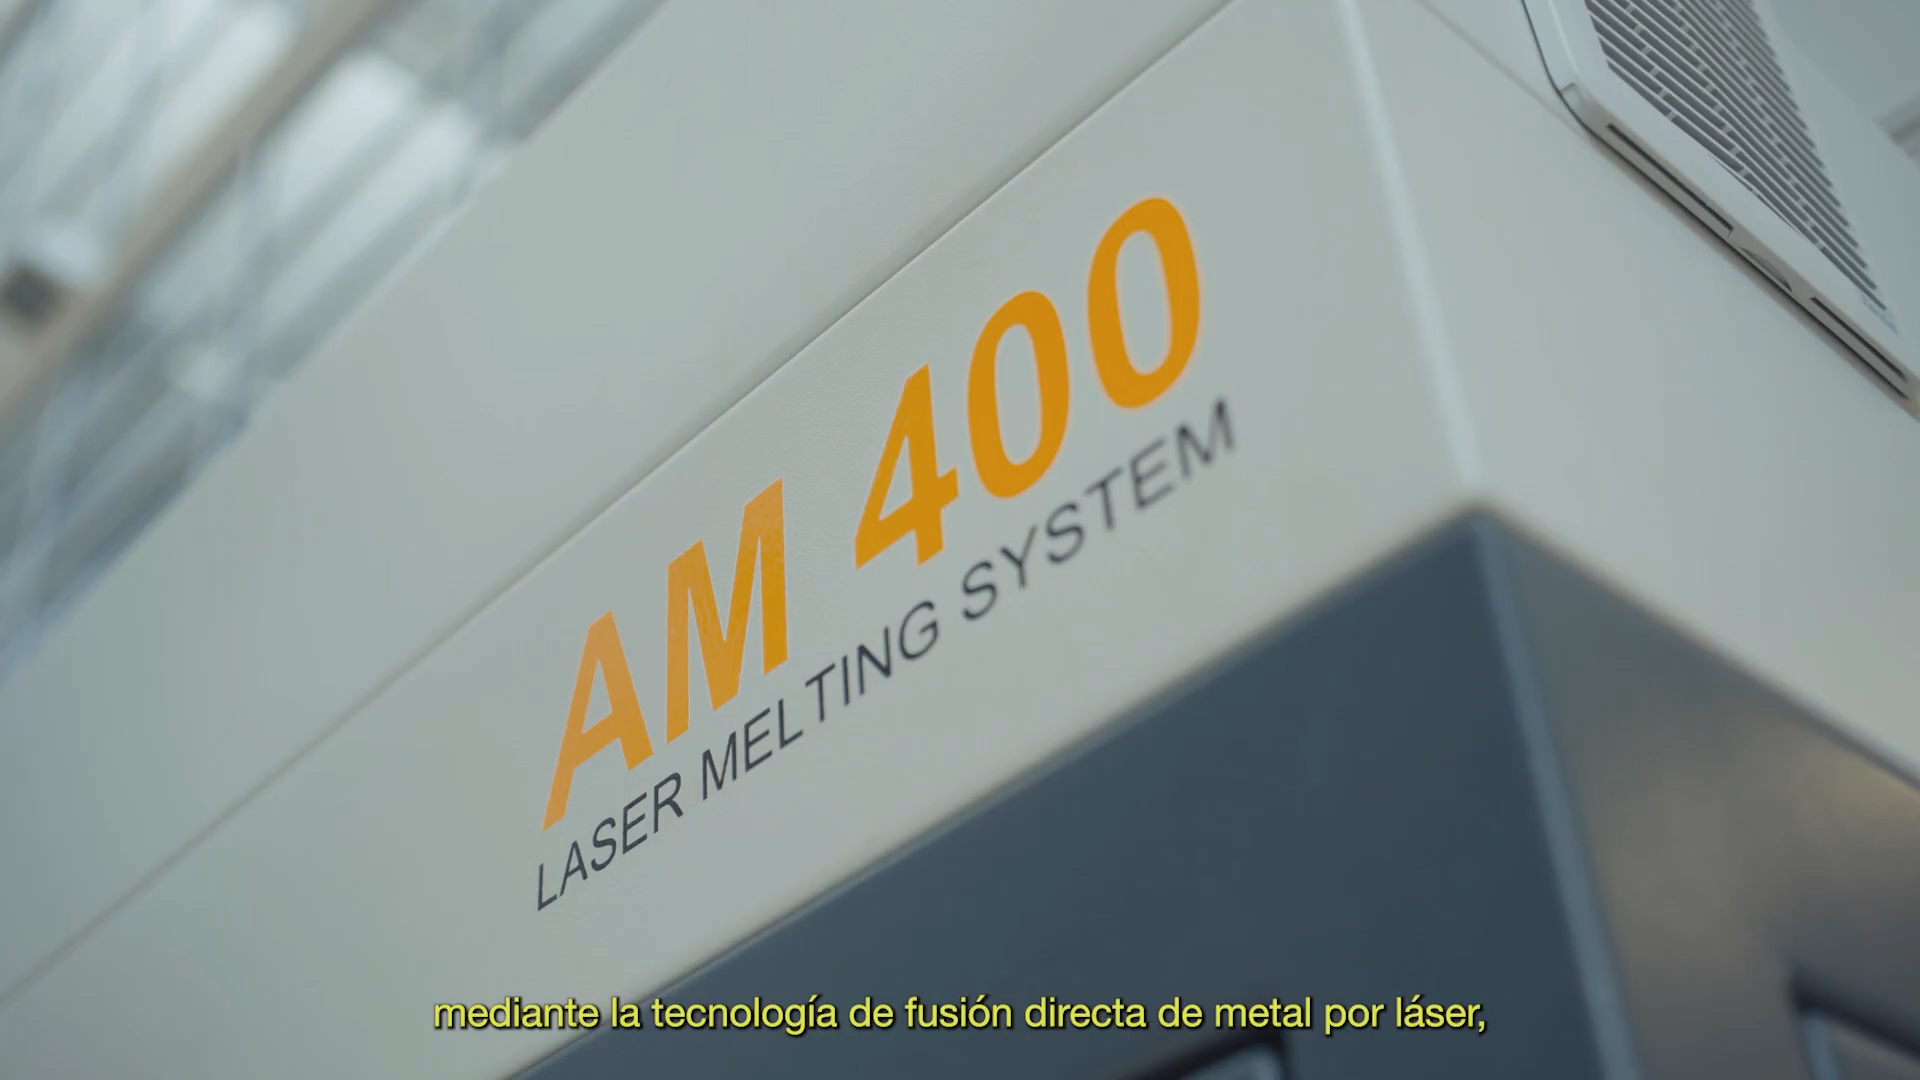 AM 400
LASER MELTING SYSTEM
mediante la tecnología de fusión directa de metal por láser,